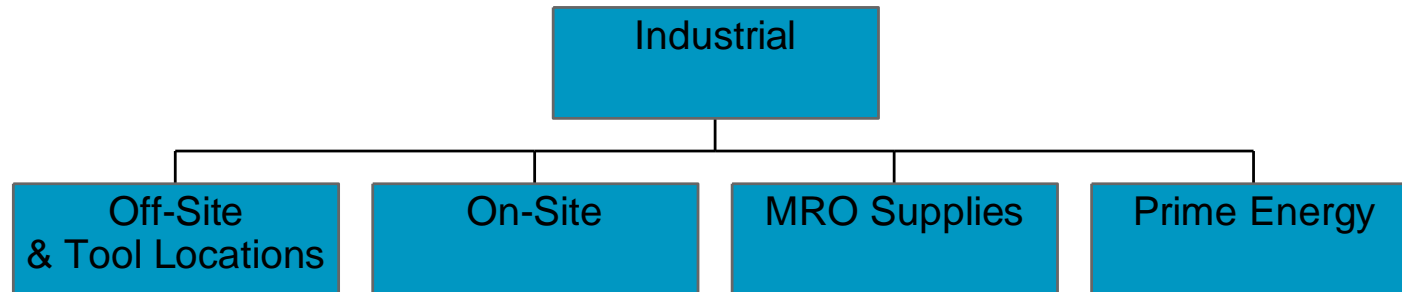 Industrial
Off-Site
& Tool Locations
On-Site
MRO Supplies
Prime Energy